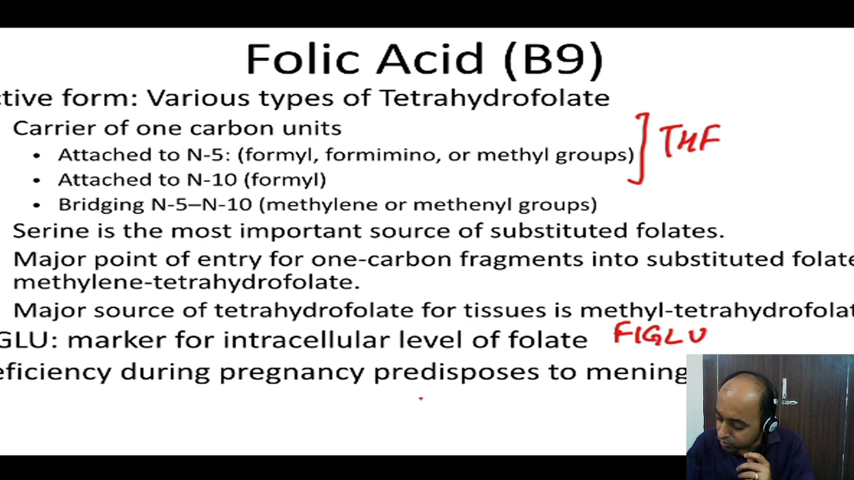 Folic Acid (B9)
ctive form: Various types of Tetrahydrofolate
Carrier of one carbon units
• Attached to N-5: (formyl, formimino, or methyl groups)
THF
• Attached to N-10 (formyl)
• Bridging N-5–N-10 (methylene or methenyl groups)
Serine is the most important source of substituted folates.
Major point of entry for one-carbon fragments into substituted folate
methylene-tetrahydrofolate.
Major source of tetrahydrofolate for tissues is methyl-tetrahydrofolat
GLU: marker for intracellular level of folate FIGLU
eficiency during pregnancy predisposes to mening